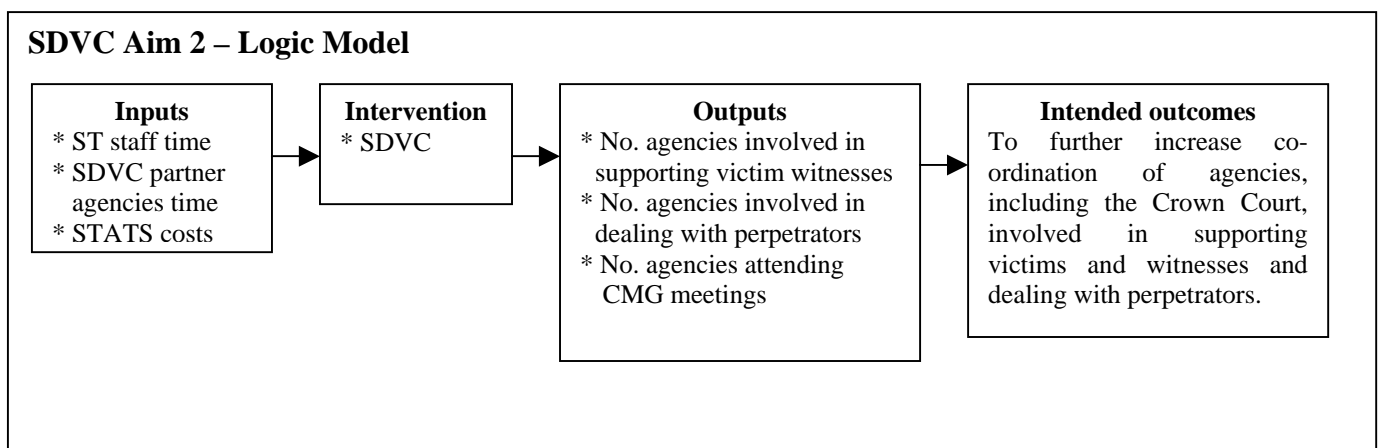 SDVC Aim 2 – Logic Model
Inputs
* ST staff time
* SDVC partner
agencies time
* STATS costs
Intervention
* SDVC
Outputs
* No. agencies involved in
supporting victim witnesses
* No. agencies involved in
dealing with perpetrators
* No. agencies attending
CMG meetings
Intended outcomes
To further increase co-
ordination of agencies,
including the Crown Court,
involved in supporting
victims and witnesses and
dealing with perpetrators.